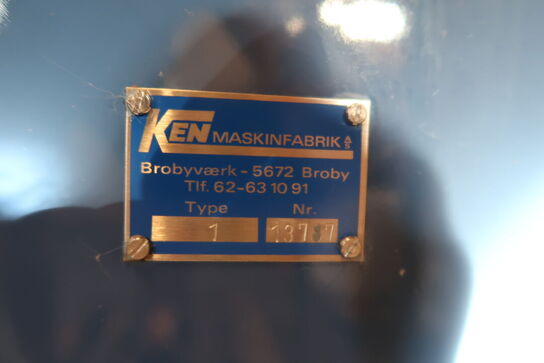 KEN MASKINFABRIK A/S
Brobyværk - 5672 Broby
Tlf. 62-63 10 91
Type Nr.
1